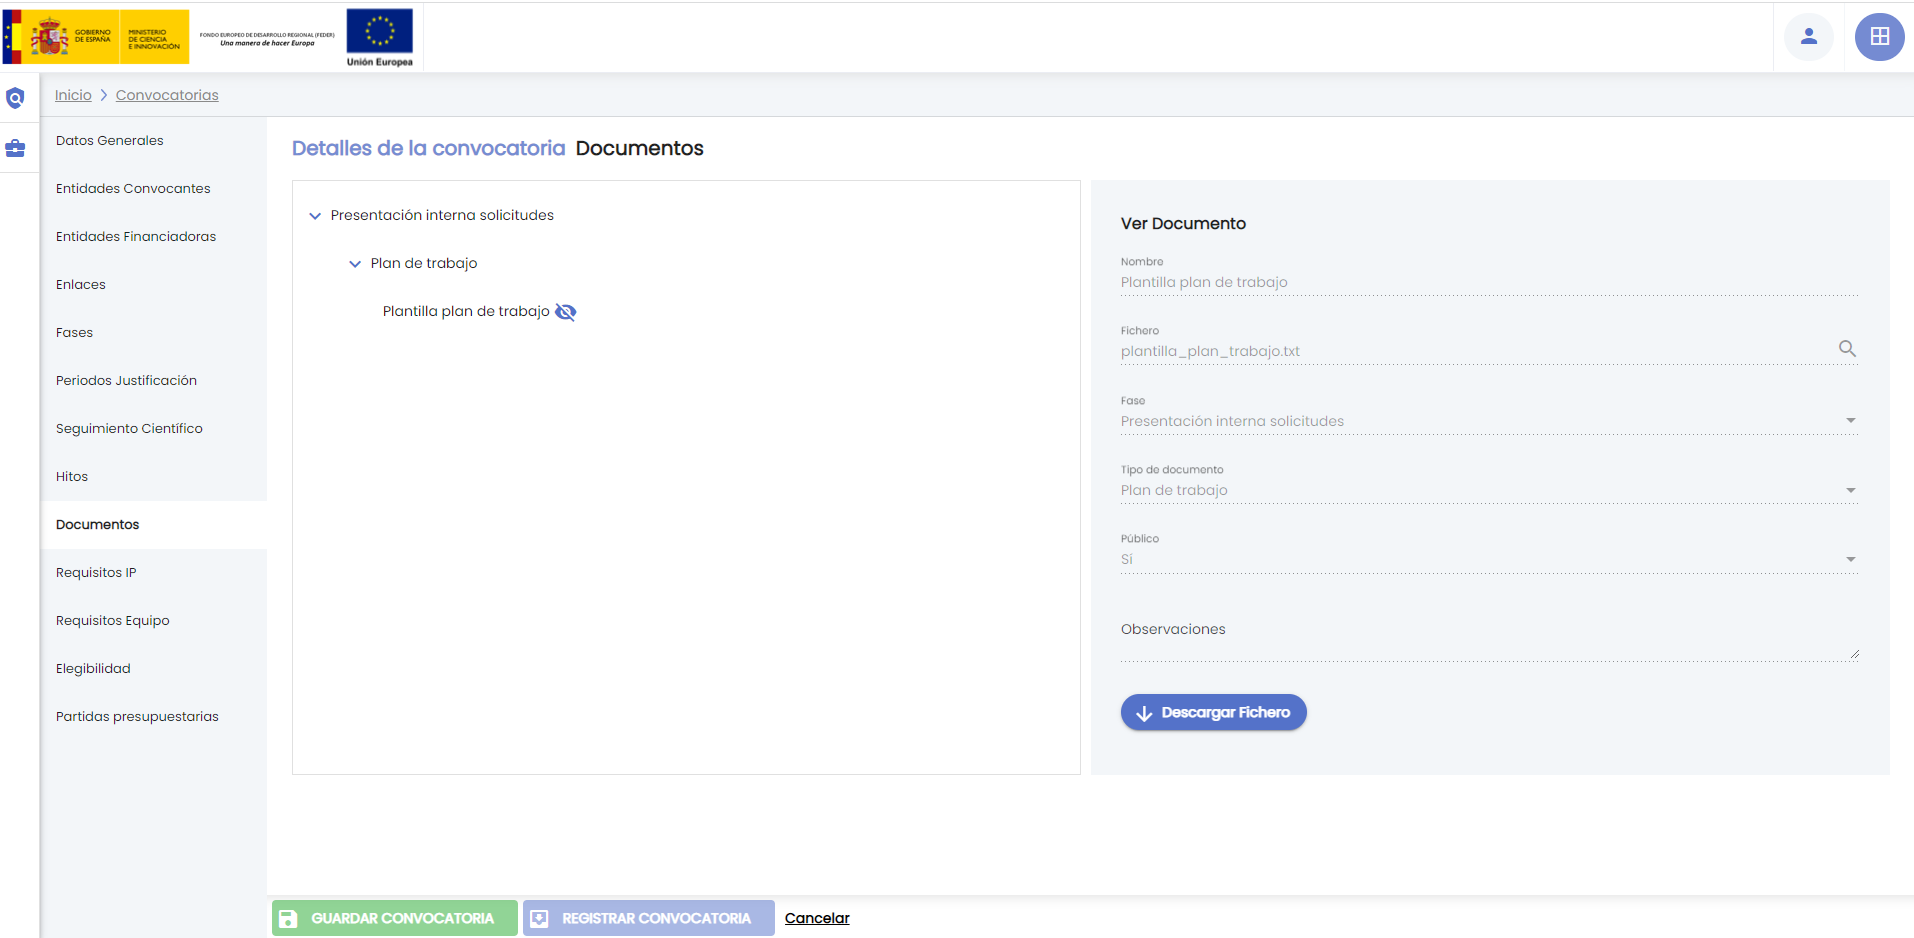 GOBIERNO
DE ESPAÑA
MINISTERIO
DE CIENCIA
E INNOVACIÓN
FONDO EUROPEO DE DESARROLLO REGIONAL (FEDER)
Una manera de hacer Europa
Unión Europea
Inicio Convocatorias
Datos Generales
Entidades Convocantes
Entidades Financiadoras
Enlaces
Fases
Periodos Justificación
Seguimiento Científico
Hitos
Documentos
Requisitos IP
Requisitos Equipo
Elegibilidad
Partidas presupuestarias
Detalles de la convocatoria Documentos
Presentación interna solicitudes
Plan de trabajo
Plantilla plan de trabajo
Ver Documento
Nombre
Plantilla plan de trabajo
Fichero
plantilla_plan_trabajo.txt
Fase
Presentación interna solicitudes
Tipo de documento
Plan de trabajo
Público
Sí
Observaciones
Descargar Fichero
GUARDAR CONVOCATORIA
REGISTRAR CONVOCATORIA
Cancelar